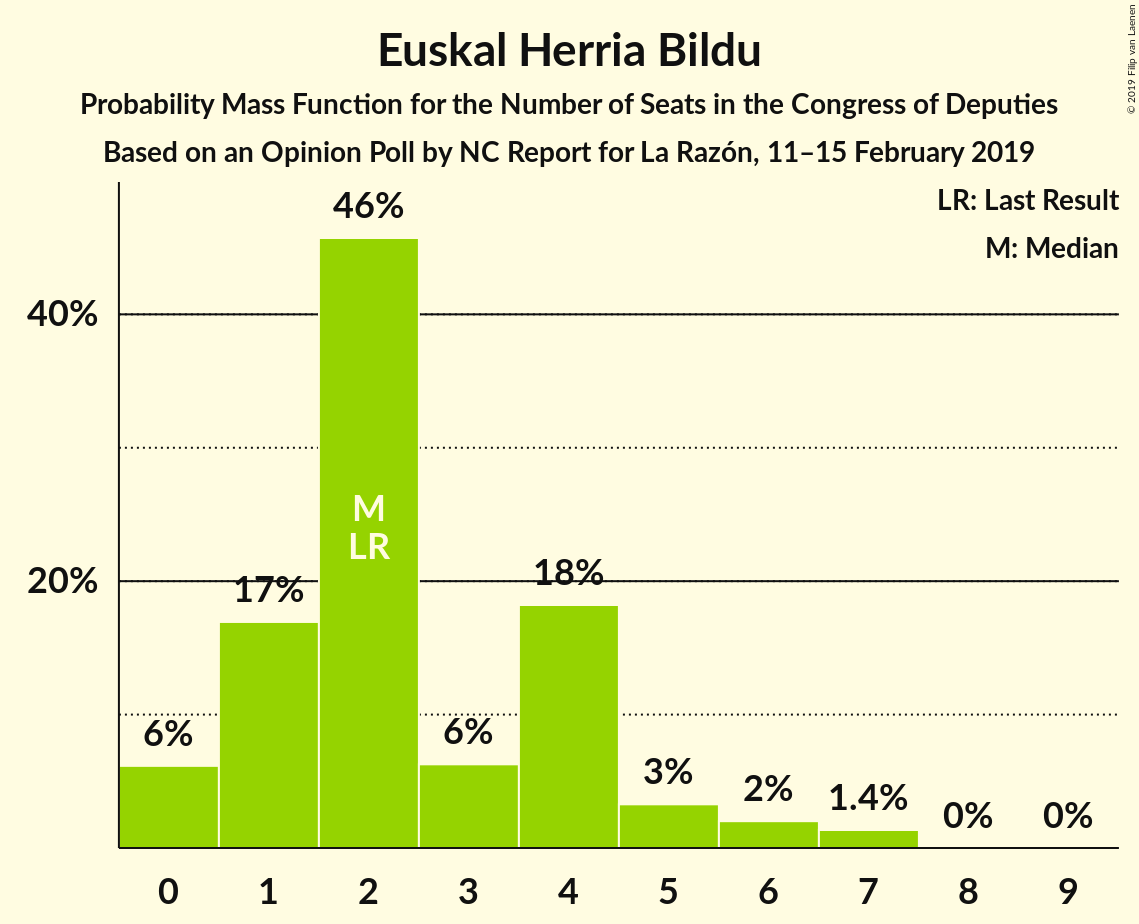 Euskal Herria Bildu
Probability Mass Function for the Number of Seats in the Congress of Deputies
Based on an Opinion Poll by NC Report for La Razón, 11–15 February 2019
© 2019 Filip van Laenen
LR: Last Result
M: Median
40%
20%
6%
17%
46%
M
LR
6%
18%
3%
2%
1.4%
0%
0%
0 1 2 3 4 5 6 7 8 9